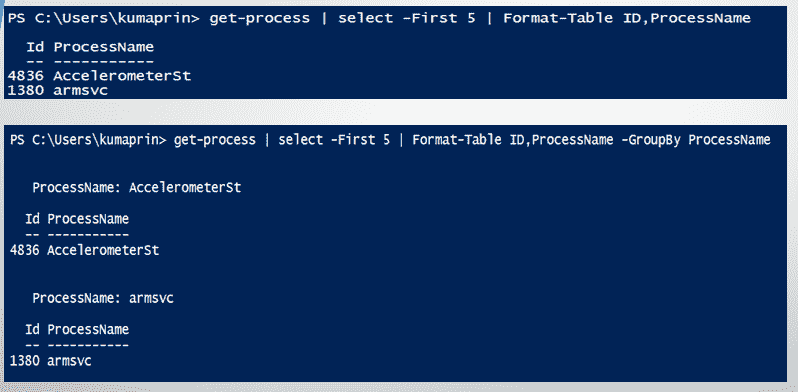 PS C:\Users\kumaprin> get-process | select -First 5 | Format-Table ID,ProcessName
Id ProcessName
-- -----------
4836 AccelerometerSt
1380 armsvc
PS C:\Users\kumaprin> get-process | select -First 5 | Format-Table ID,ProcessName -GroupBy ProcessName
ProcessName: AccelerometerSt
Id ProcessName
-- -----------
4836 AccelerometerSt
ProcessName: armsvc
Id ProcessName
-- -----------
1380 armsvc